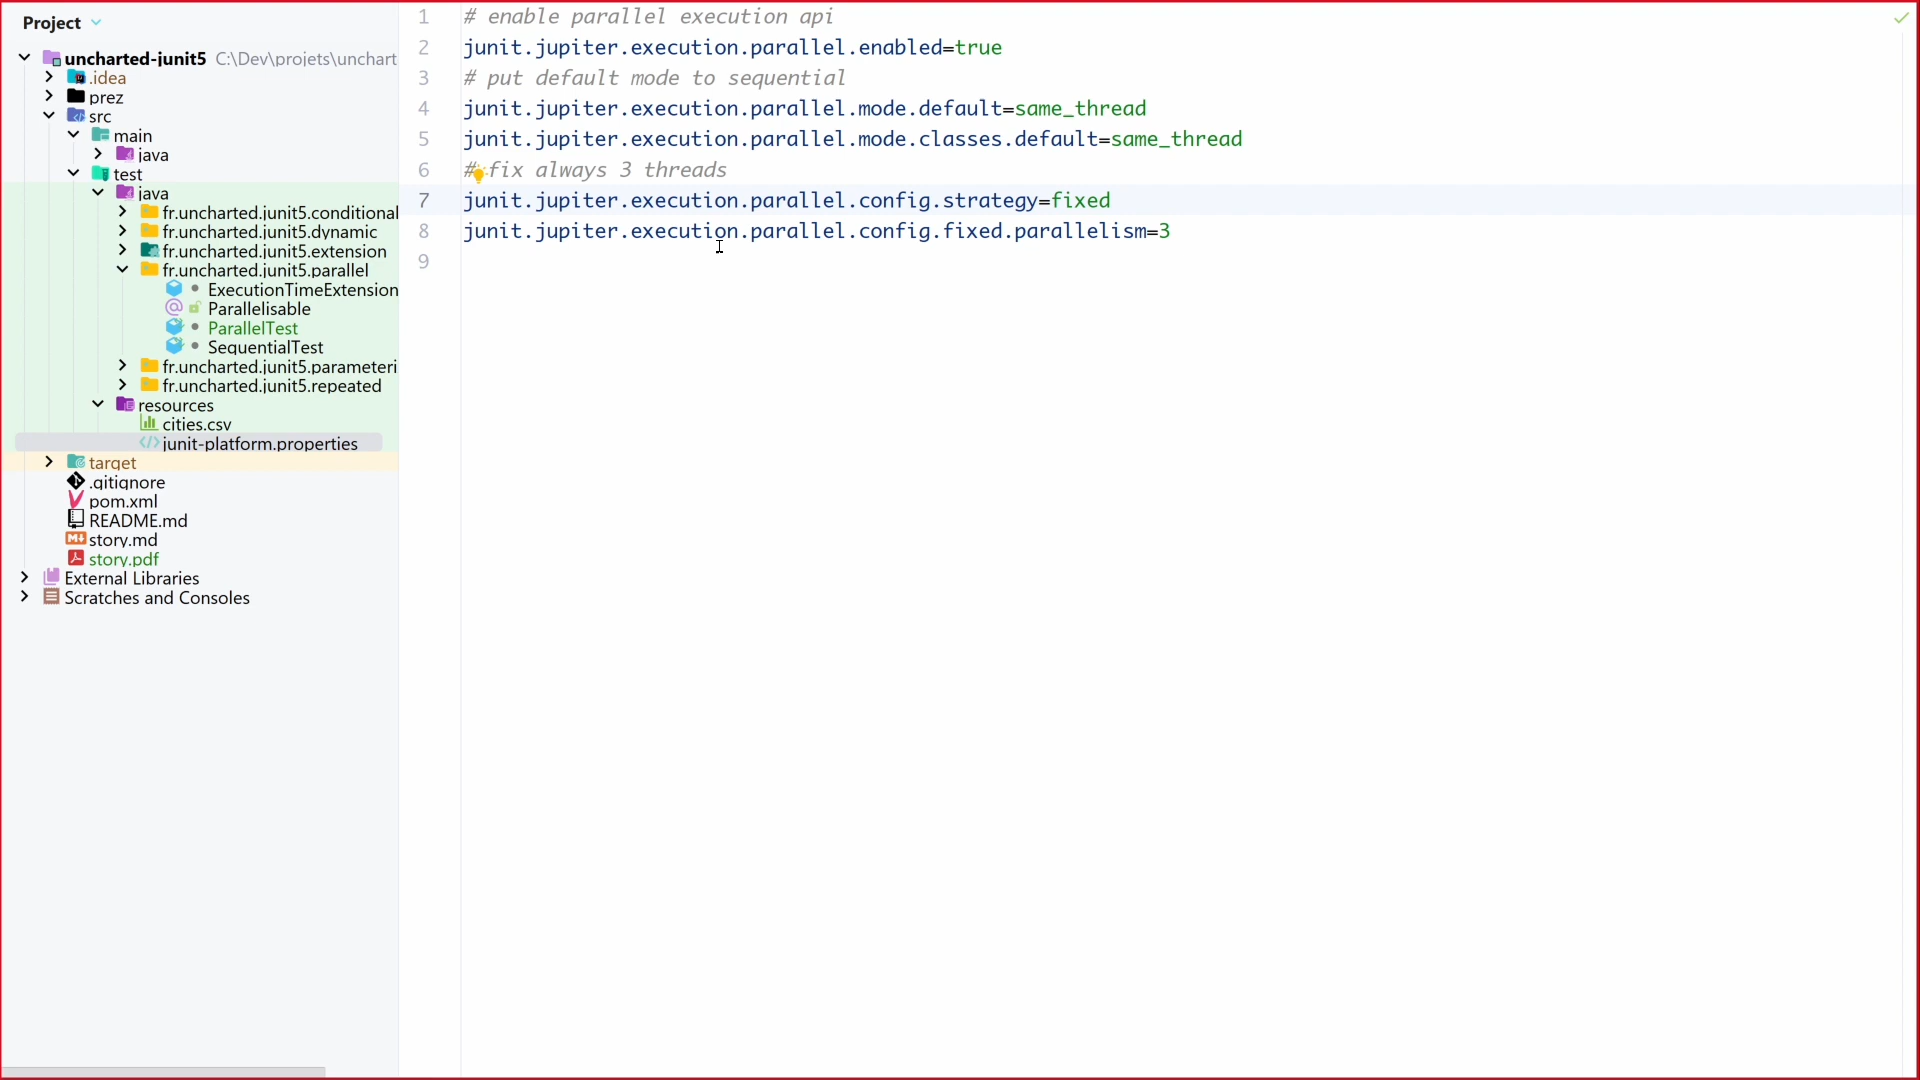 Project
uncharted-junit5 C:\Dev\projets\unchart
.idea
prez
src
main
java
test
java
fr.uncharted.junit5.conditional
fr.uncharted.junit5.dynamic
fr.uncharted.junit5.extension
fr.uncharted.junit5.parallel
ExecutionTimeExtension
Parallelisable
ParallelTest
SequentialTest
fr.uncharted.junit5.parameteri
fr.uncharted.junit5.repeated
resources
cities.csv
junit-platform.properties
target
.gitignore
pom.xml
README.md
story.md
story.pdf
External Libraries
Scratches and Consoles
1 # enable parallel execution api
2 junit.jupiter.execution.parallel.enabled=true
3 # put default mode to sequential
4 junit.jupiter.execution.parallel.mode.default=same_thread
5 junit.jupiter.execution.parallel.mode.classes.default=same_thread
6 # fix always 3 threads
7 junit.jupiter.execution.parallel.config.strategy=fixed
8 junit.jupiter.execution.parallel.config.fixed.parallelism=3
9